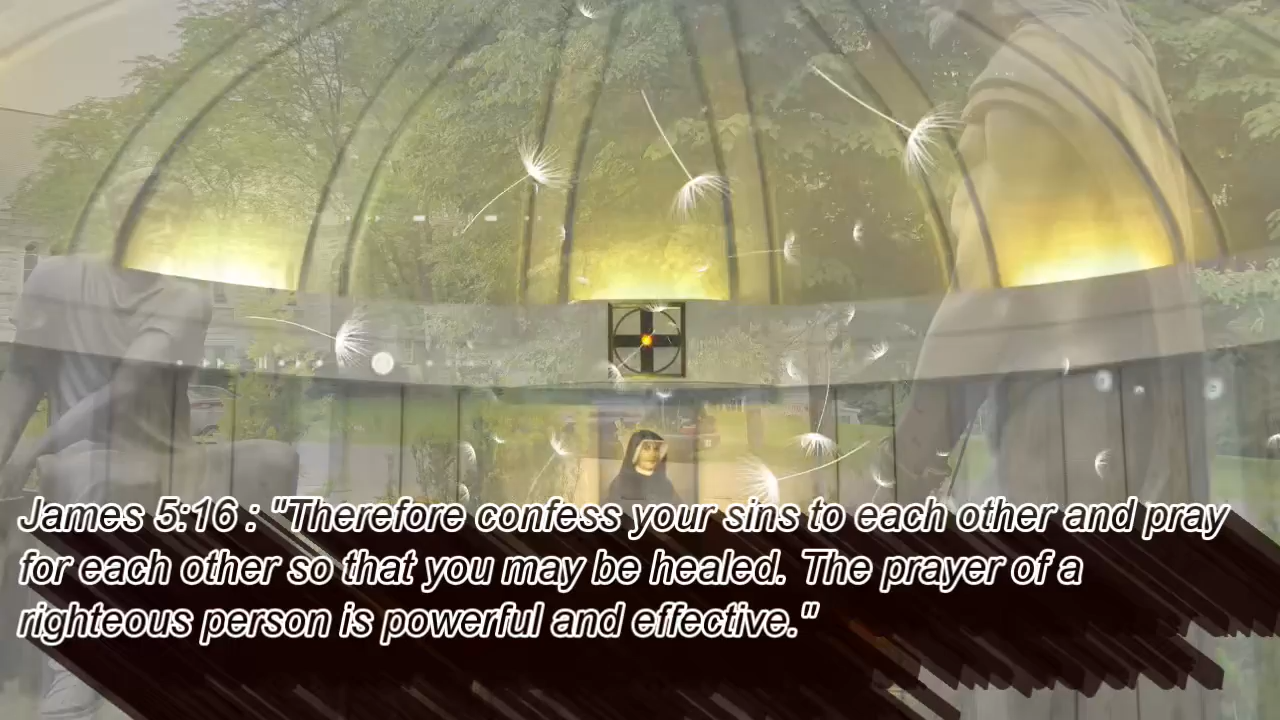 James 5:16 : "Therefore confess your sins to each other and pray
for each other so that you may be healed. The prayer of a
righteous person is powerful and effective."